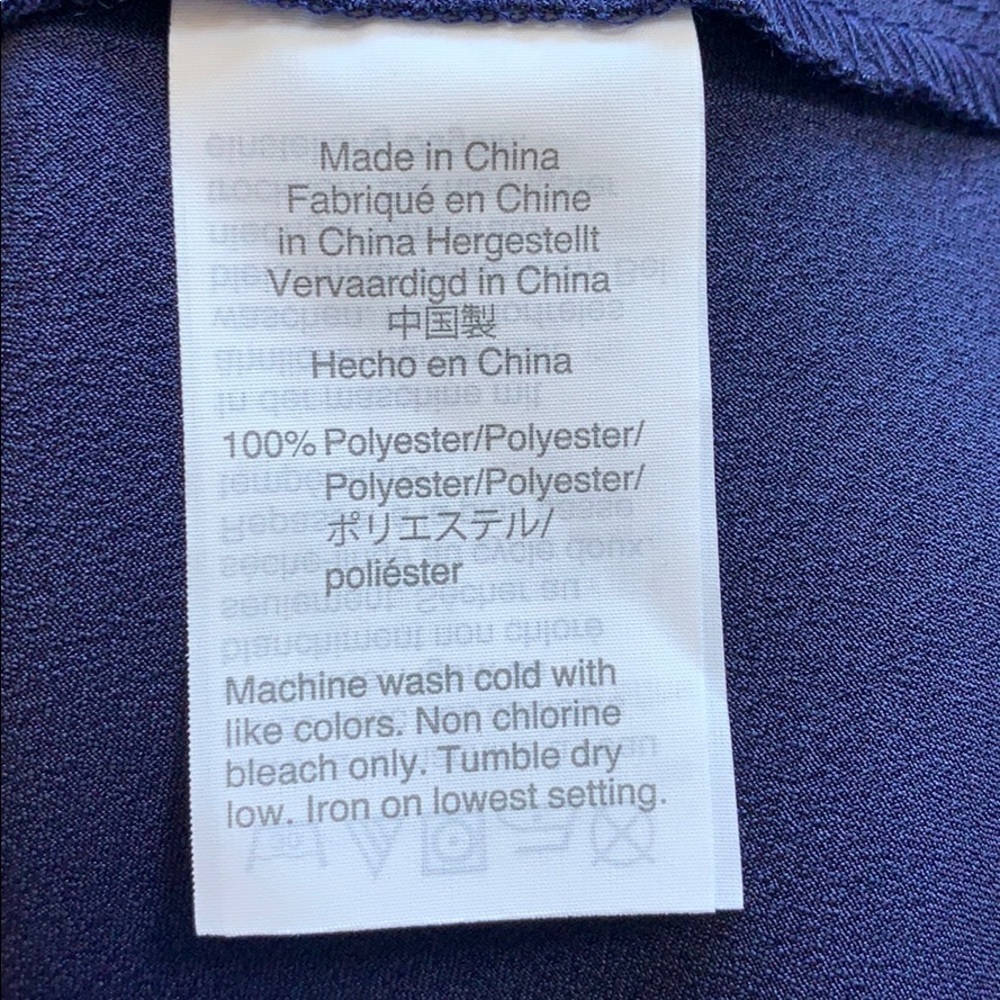 Made in China
Fabriqué en Chine
in China Hergestellt
Vervaardigd in China
中国製
Hecho en China
100% Polyester/Polyester/
Polyester/Polyester/
ポリエステル/
poliéster
Machine wash cold with
like colors. Non chlorine
bleach only. Tumble dry
low. Iron on lowest setting.